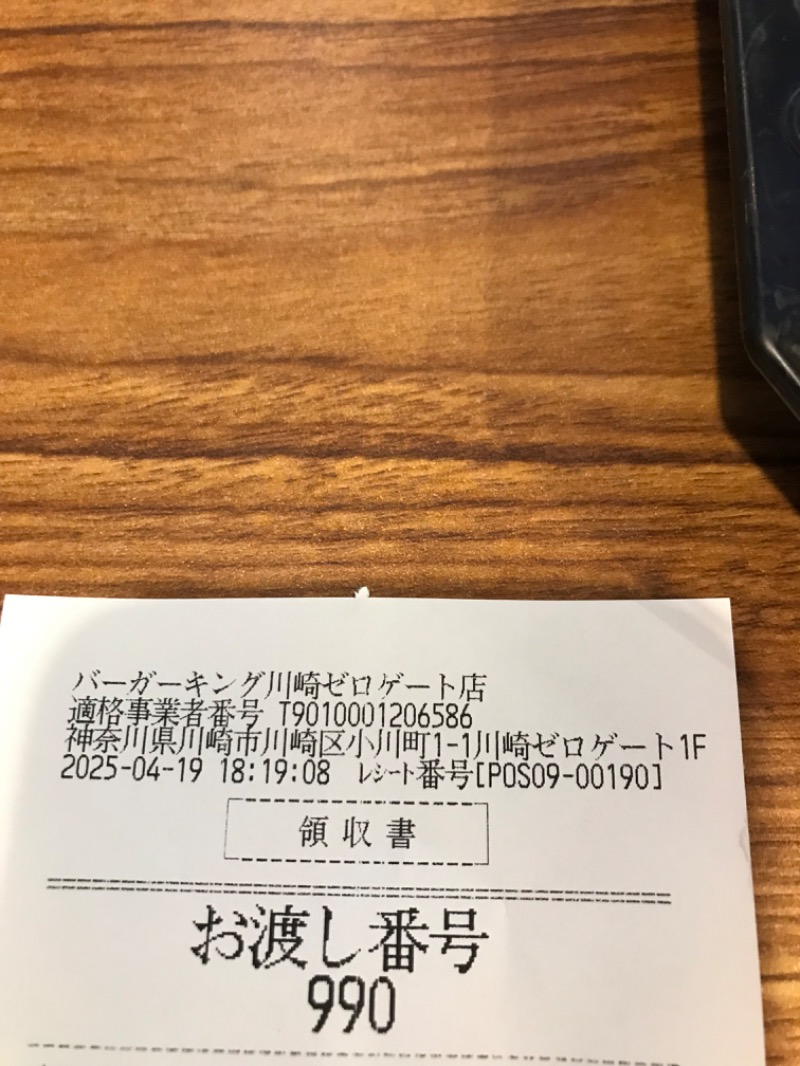 バーガーキング川崎ゼロゲート店
適格事業者番号 T9010001206586
神奈川県川崎市川崎区小川町1-1川崎ゼロゲート1F
2025-04-19 18:19:08 ﾚｼｰﾄ番号[POS09-00190]
領収書
お渡し番号
990